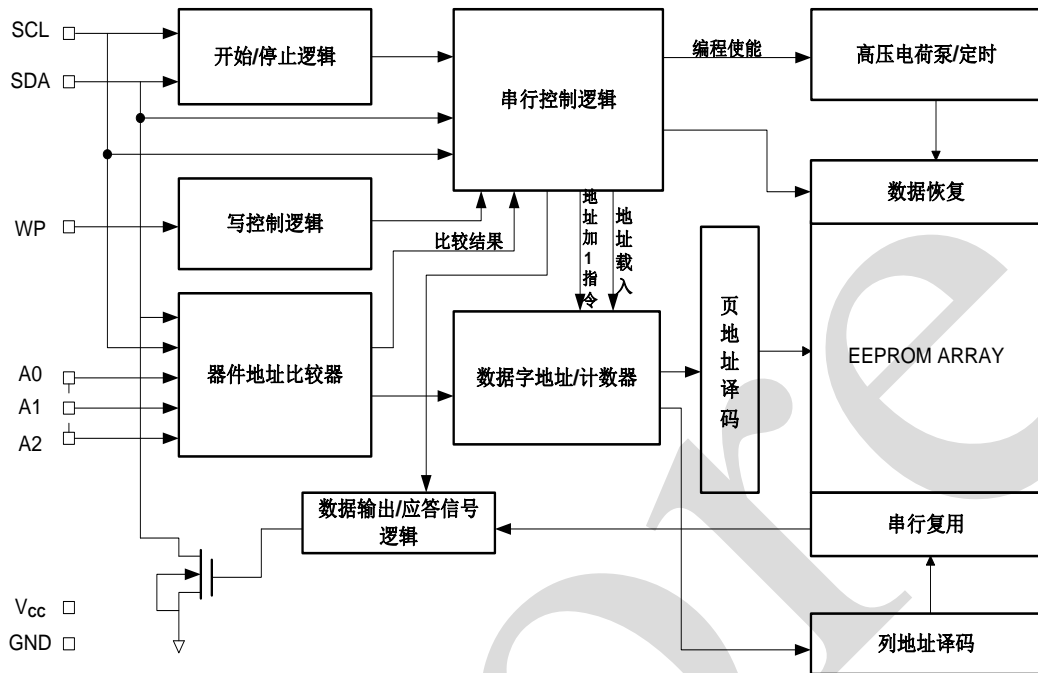 SCL
SDA
开始/停止逻辑
串行控制逻辑
编程使能
高压电荷泵/定时
数据恢复
WP
写控制逻辑
比较结果
地址加1指令
地址载入
页地址译码
EEPROM ARRAY
A0
A1
A2
器件地址比较器
数据字地址/计数器
数据输出/应答信号
逻辑
串行复用
VCC
GND
列地址译码
ore